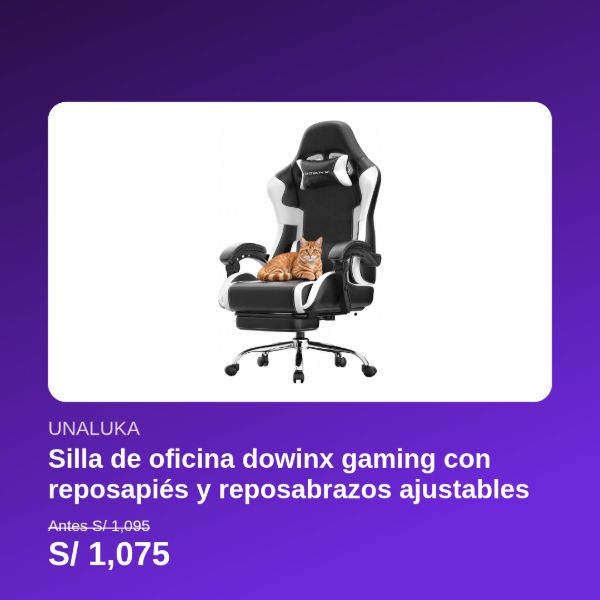 UNALUKA
Silla de oficina dowinx gaming con
reposapiés y reposabrazos ajustables
Antes S/ 1,095
S/ 1,075